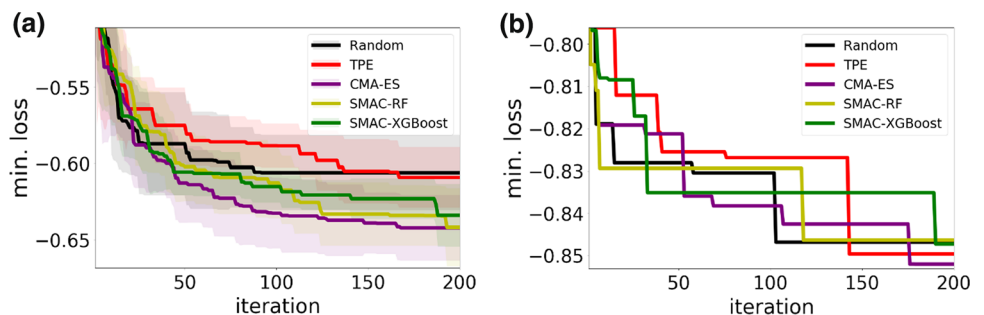 (a)
min. loss
−0.55
−0.60
−0.65
50
100
150
200
iteration
Random
TPE
CMA-ES
SMAC-RF
SMAC-XGBoost
(b)
min. loss
−0.80
−0.81
−0.82
−0.83
−0.84
−0.85
50
100
150
200
iteration
Random
TPE
CMA-ES
SMAC-RF
SMAC-XGBoost